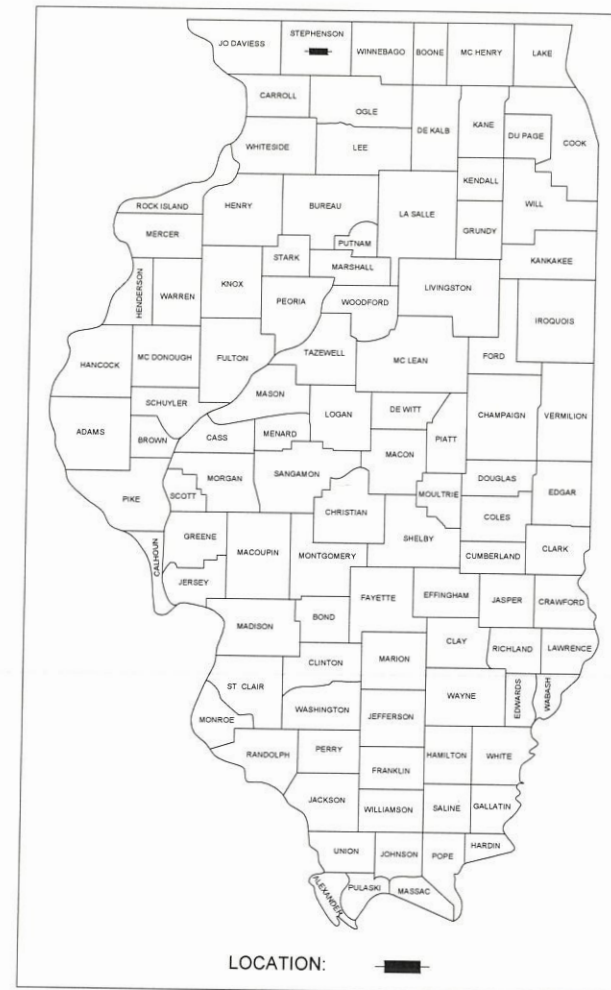 JO DAVIESS STEPHENSON WINNEBAGO BOONE MC HENRY LAKE
CARROLL OGLE DE KALB KANE DU PAGE COOK
WHITESIDE LEE
KENDALL WILL
ROCK ISLAND HENRY BUREAU LA SALLE
MERCER PUTNAM GRUNDY
STARK MARSHALL KANKAKEE
HENDERSON WARREN KNOX PEORIA WOODFORD LIVINGSTON
IROQUOIS
HANCOCK MC DONOUGH FULTON TAZEWELL MC LEAN FORD
SCHUYLER MASON
ADAMS BROWN CASS MENARD LOGAN DE WITT CHAMPAIGN VERMILION
MACON PIATT
PIKE SCOTT MORGAN SANGAMON MOULTRIE DOUGLAS EDGAR
CHRISTIAN COLES
CALHOUN GREENE MACOUPIN MONTGOMERY SHELBY CUMBERLAND CLARK
JERSEY
FAYETTE EFFINGHAM JASPER CRAWFORD
MADISON BOND
CLAY RICHLAND LAWRENCE
CLINTON MARION
ST CLAIR WAYNE EDWARDS WABASH
MONROE WASHINGTON JEFFERSON
RANDOLPH PERRY HAMILTON WHITE
FRANKLIN
JACKSON WILLIAMSON SALINE GALLATIN
UNION JOHNSON POPE HARDIN
ALEXANDER PULASKI MASSAC
LOCATION: